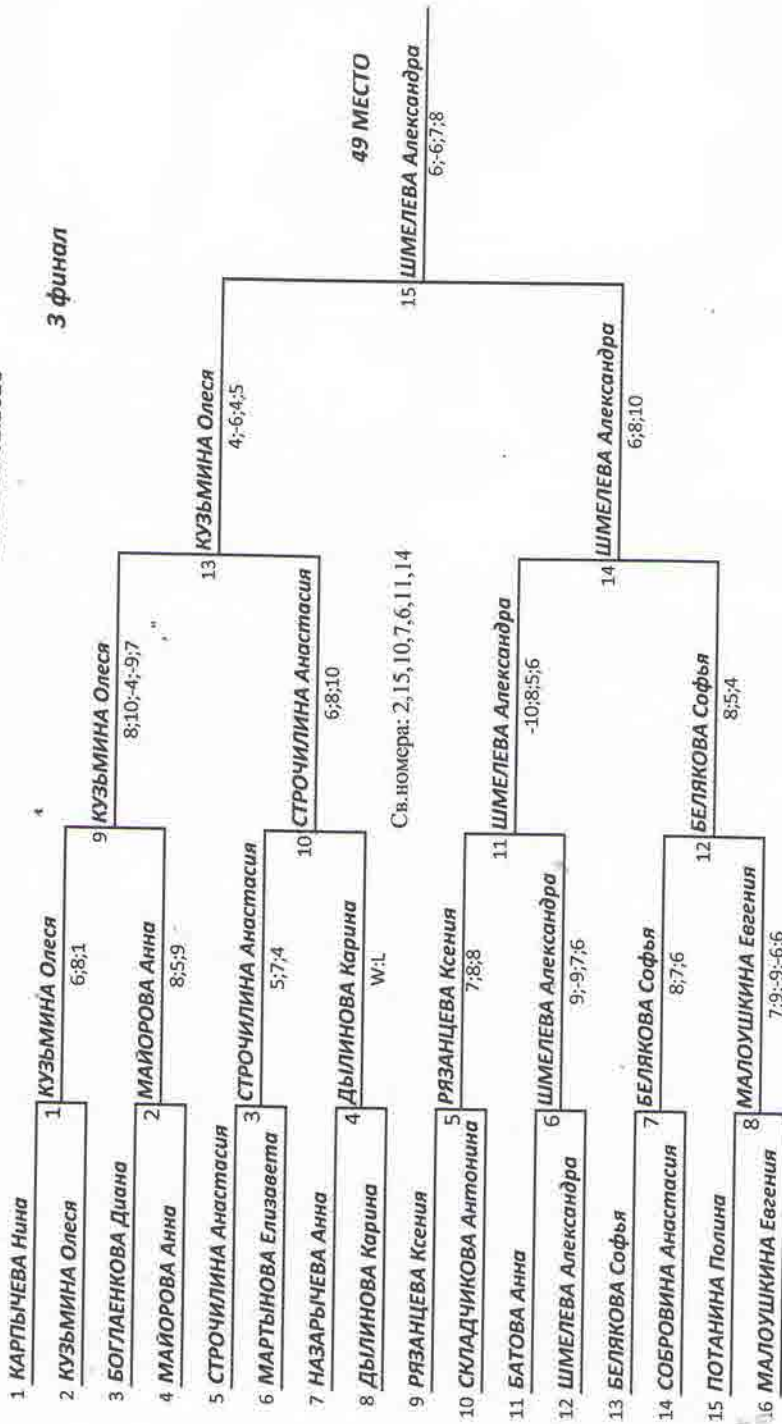 3 финал
1 КАРПЫЧЕВА Нина
2 КУЗЬМИНА Олеся
3 БОГЛАЕНКОВА Диана
4 МАЙОРОВА Анна
5 СТРОЧИЛИНА Анастасия
6 МАРТЫНОВА Елизавета
7 НАЗАРЫЧЕВА Анна
8 ДЫЛИНОВА Карина
9 РЯЗАНЦЕВА Ксения
10 СКЛАДЧИКОВА Антонина
11 БАТОВА Анна
12 ШМЕЛЕВА Александра
13 БЕЛЯКОВА Софья
14 СОБРОВИНА Анастасия
15 ПОТАНИНА Полина
16 МАЛОУШКИНА Евгения
1 КУЗЬМИНА Олеся
6;8;1
2 МАЙОРОВА Анна
8;5;9
3 СТРОЧИЛИНА Анастасия
5;7;4
4 ДЫЛИНОВА Карина
W:L
5 РЯЗАНЦЕВА Ксения
7;8;8
6 ШМЕЛЕВА Александра
9;-9;7;6
7 БЕЛЯКОВА Софья
8;7;6
8 МАЛОУШКИНА Евгения
7;9;-9;-6;6
9 КУЗЬМИНА Олеся
8;10;-4;-9;7
10 СТРОЧИЛИНА Анастасия
6;8;10
Св.номера: 2,15,10,7,6,11,14
11 ШМЕЛЕВА Александра
-10;8;5;6
12 БЕЛЯКОВА Софья
8;5;4
13 КУЗЬМИНА Олеся
4;-6;4;5
14 ШМЕЛЕВА Александра
6;8;10
49 МЕСТО
15 ШМЕЛЕВА Александра
6;-6;7;8